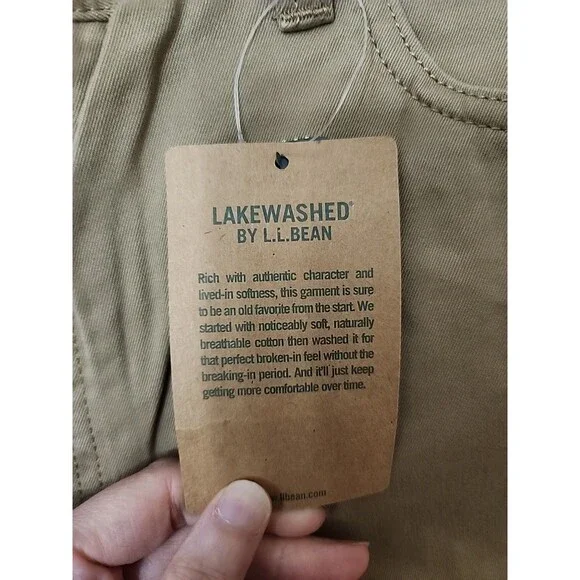 LAKEWASHED®
BY L.L.BEAN
Rich with authentic character and
lived-in softness, this garment is sure
to be an old favorite from the start. We
started with noticeably soft, naturally
breathable cotton then washed it for
that perfect broken-in feel without the
breaking-in period. And it'll just keep
getting more comfortable over time.
llbean.com